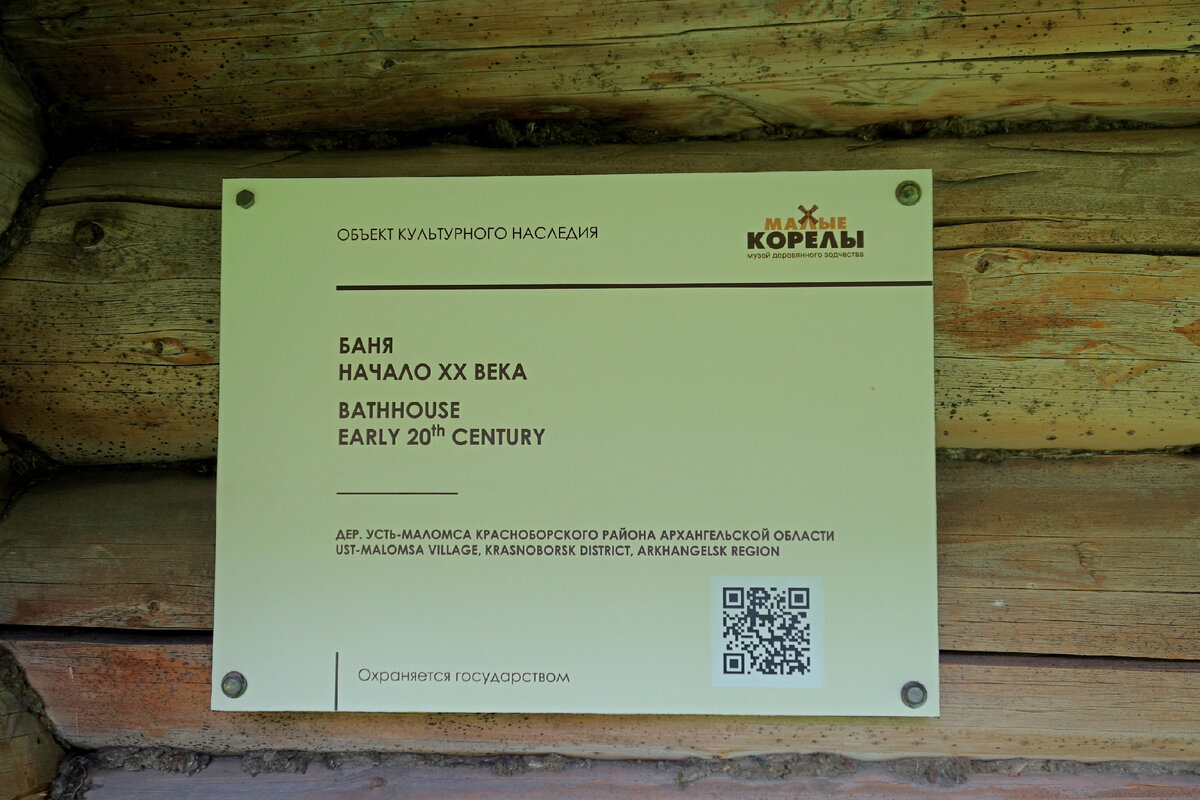 ОБЪЕКТ КУЛЬТУРНОГО НАСЛЕДИЯ
МАЛЫЕ
КОРЕЛЫ
музей деревянного зодчества
БАНЯ
НАЧАЛО XX ВЕКА
BATHHOUSE
EARLY 20th CENTURY
ДЕР. УСТЬ-МАЛОМСА КРАСНОБОРСКОГО РАЙОНА АРХАНГЕЛЬСКОЙ ОБЛАСТИ
UST-MALOMSA VILLAGE, KRASNOBORSK DISTRICT, ARKHANGELSK REGION
Охраняется государством